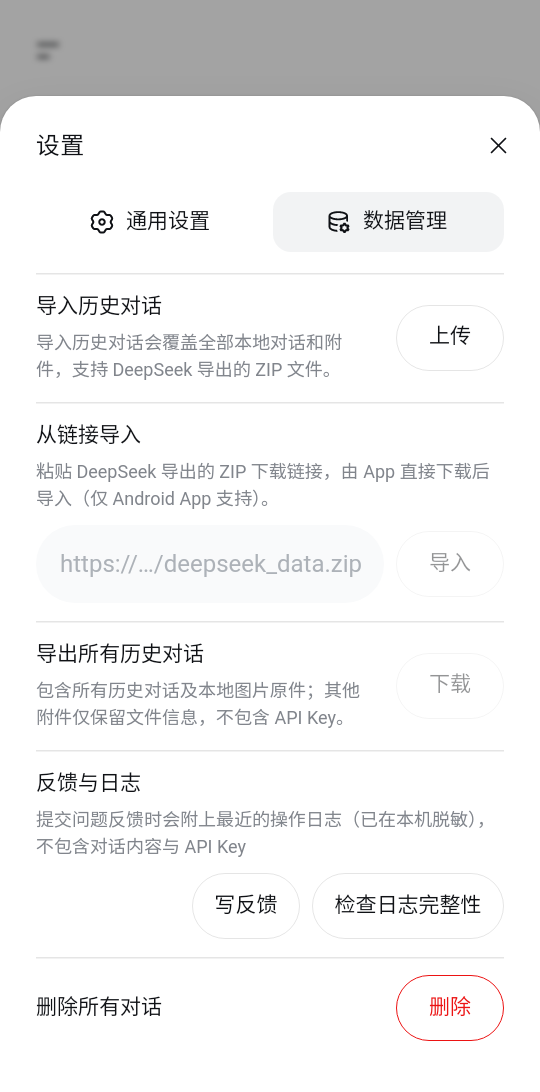 设置
通用设置
数据管理
导入历史对话
导入历史对话会覆盖全部本地对话和附
件，支持 DeepSeek 导出的 ZIP 文件。
上传
从链接导入
粘贴 DeepSeek 导出的 ZIP 下载链接，由 App 直接下载后
导入（仅 Android App 支持）。
https://.../deepseek_data.zip
导入
导出所有历史对话
包含所有历史对话及本地图片原件；其他
附件仅保留文件信息，不包含 API Key。
下载
反馈与日志
提交问题反馈时会附上最近的操作日志（已在本机脱敏），
不包含对话内容与 API Key
写反馈
检查日志完整性
删除所有对话
删除